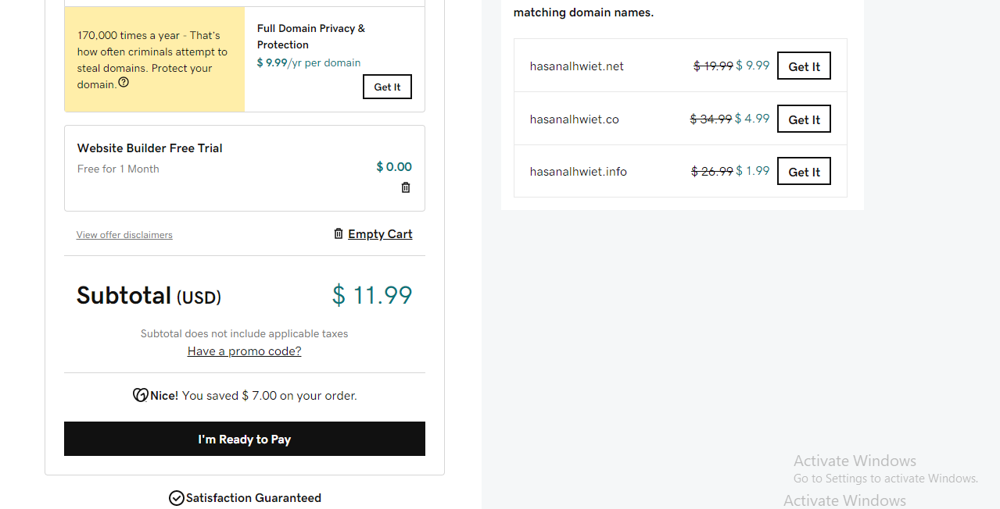 170,000 times a year - That's
how often criminals attempt to
steal domains. Protect your
domain.
Full Domain Privacy &
Protection
$ 9.99/yr per domain
Get It
Website Builder Free Trial
Free for 1 Month
$ 0.00
View offer disclaimers
Empty Cart
Subtotal (USD)
$ 11.99
Subtotal does not include applicable taxes
Have a promo code?
Nice! You saved $ 7.00 on your order.
I'm Ready to Pay
Satisfaction Guaranteed
matching domain names.
hasanalhwiet.net $ 19.99 $ 9.99 Get It
hasanalhwiet.co $ 34.99 $ 4.99 Get It
hasanalhwiet.info $ 26.99 $ 1.99 Get It
Activate Windows
Go to Settings to activate Windows.
Activate Windows